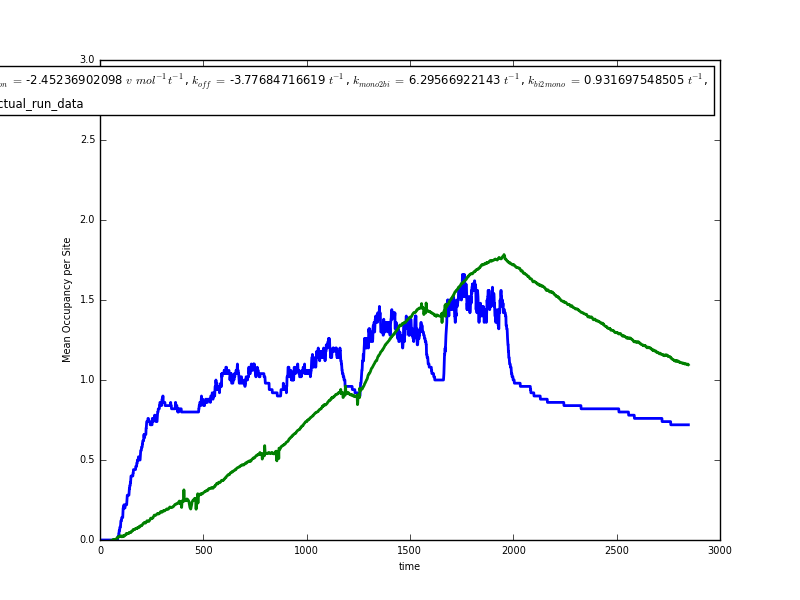 3.0
= -2.45236902098 v mol⁻¹t⁻¹, k_off = -3.77684716619 t⁻¹, k_mono2bi = 6.29566922143 t⁻¹, k_bi2mono = 0.931697548505 t⁻¹,
ctual_run_data
2.5
2.0
1.5
1.0
0.5
0.0
Mean Occupancy per Site
0 500 1000 1500 2000 2500 3000
time